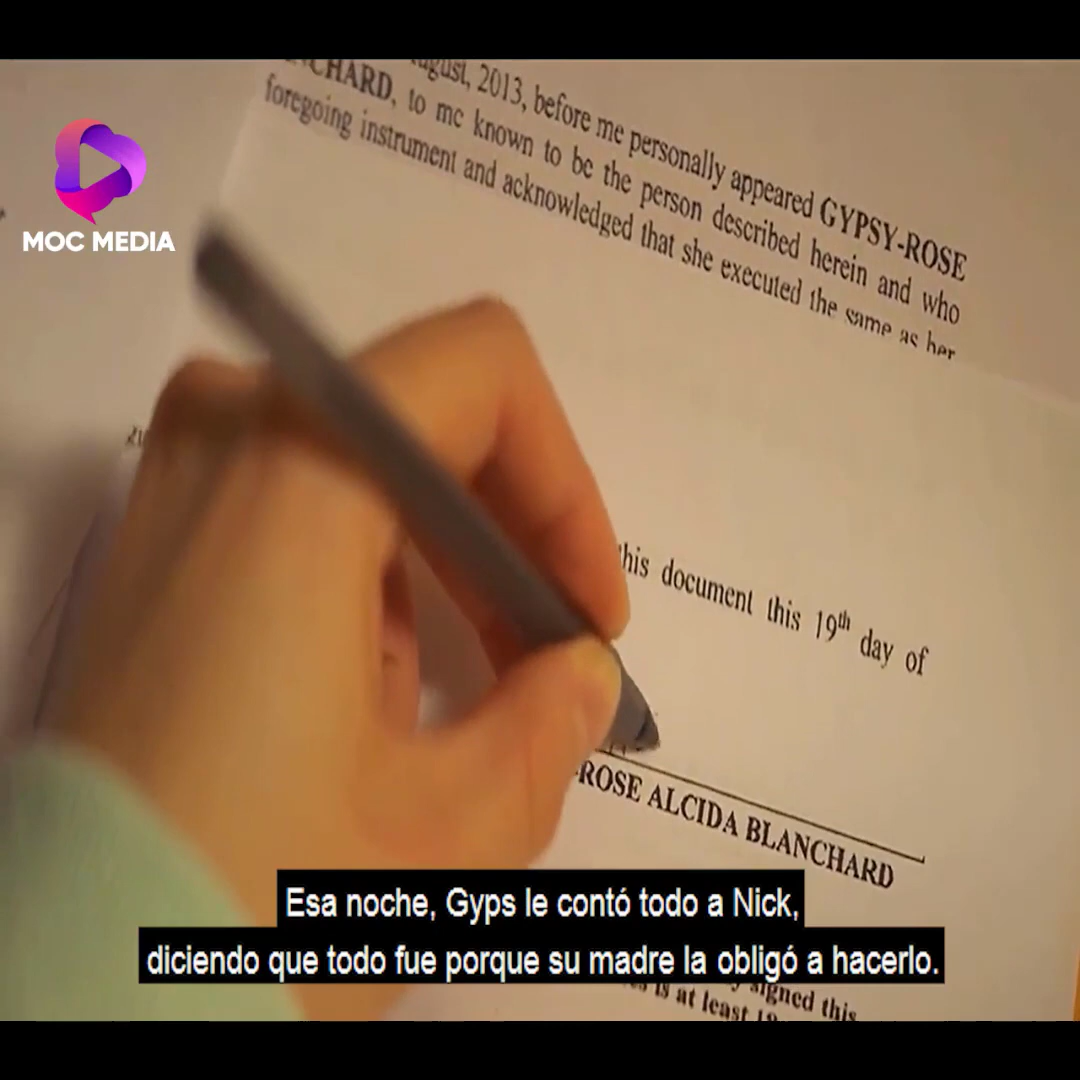 MOC MEDIA
August, 2013, before me personally appeared GYPSY-ROSE
BLANCHARD, to me known to be the person described herein and who
foregoing instrument and acknowledged that she executed the same as her
this document this 19th day of
ROSE ALCIDA BLANCHARD
Esa noche, Gyps le contó todo a Nick,
diciendo que todo fue porque su madre la obligó a hacerlo.
signed this
is at least